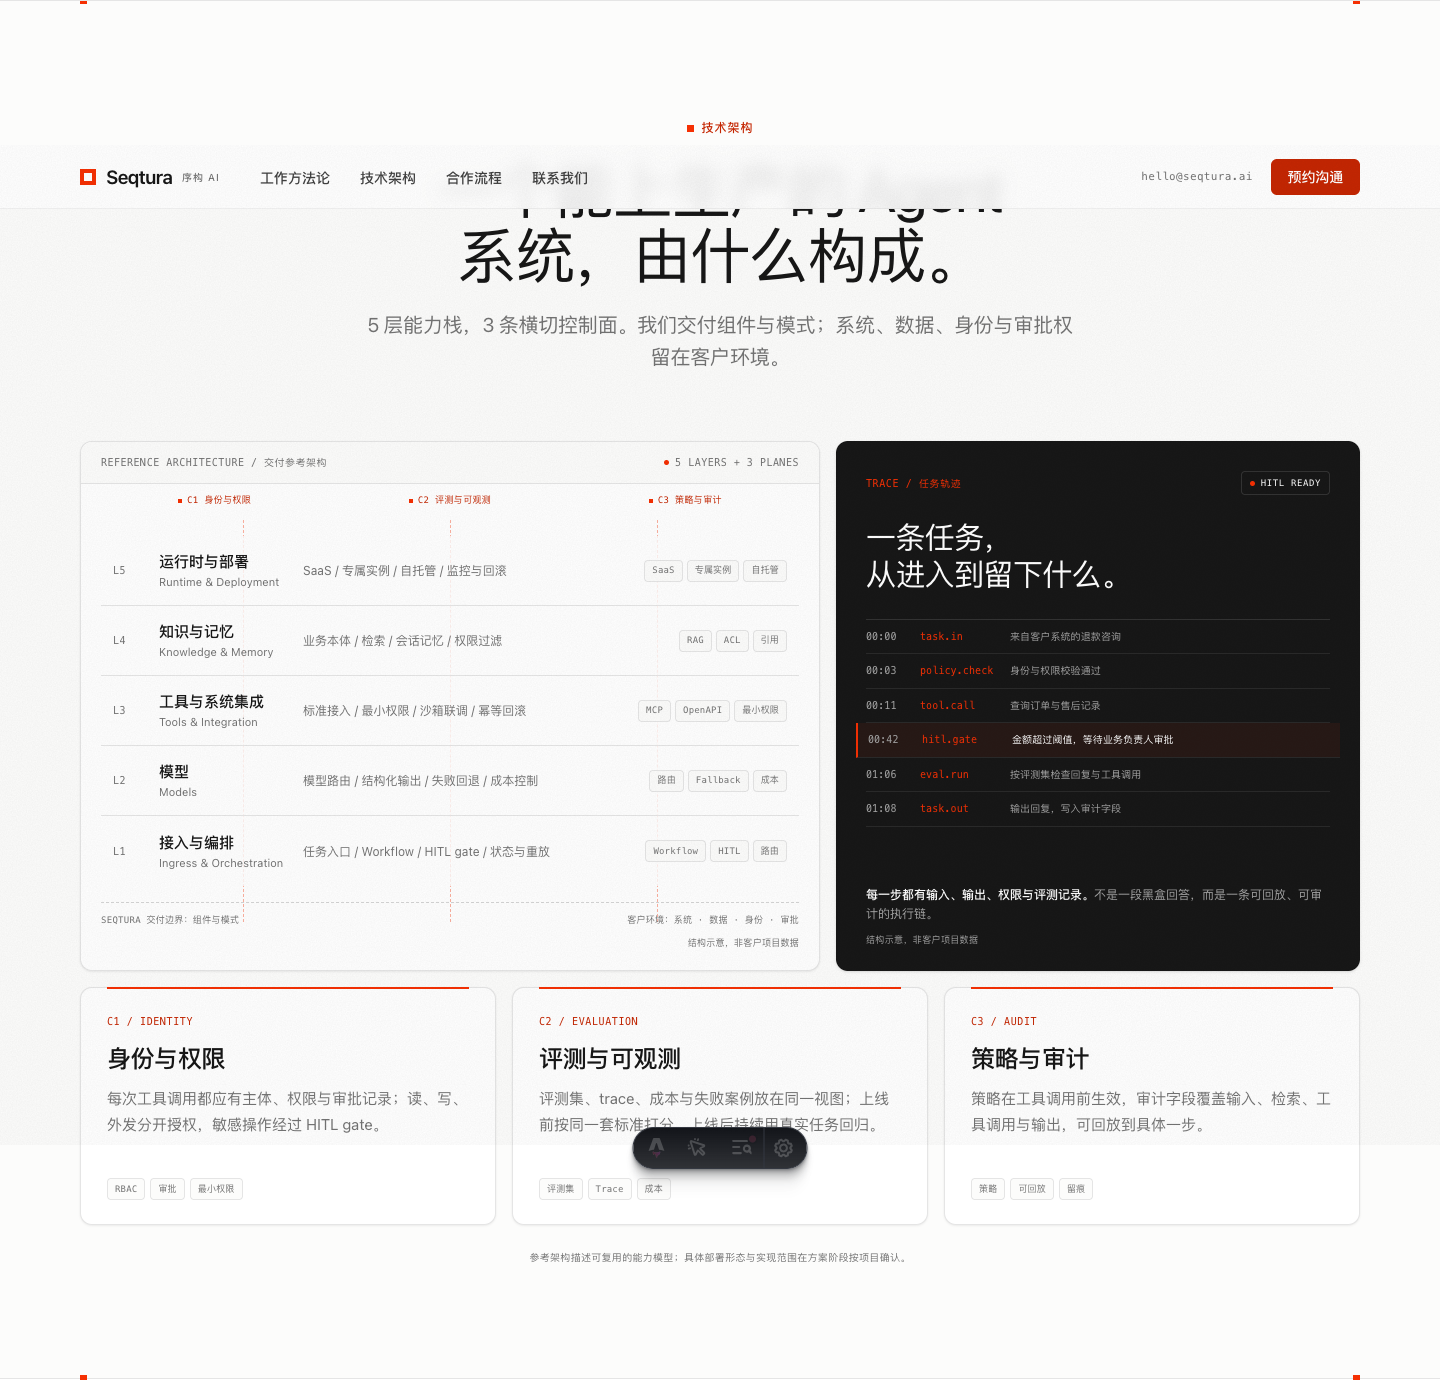 技术架构
Seqtura 序构 AI 工作方法论 技术架构 合作流程 联系我们 hello@seqtura.ai 预约沟通
一个能上生产的 Agent
系统，由什么构成。
5 层能力栈，3 条横切控制面。我们交付组件与模式；系统、数据、身份与审批权
留在客户环境。
REFERENCE ARCHITECTURE / 交付参考架构 5 LAYERS + 3 PLANES
C1 身份与权限 C2 评测与可观测 C3 策略与审计
L5 运行时与部署 SaaS / 专属实例 / 自托管 / 监控与回滚 SaaS 专属实例 自托管
Runtime & Deployment
L4 知识与记忆 业务本体 / 检索 / 会话记忆 / 权限过滤 RAG ACL 引用
Knowledge & Memory
L3 工具与系统集成 标准接入 / 最小权限 / 沙箱联调 / 幂等回滚 MCP OpenAPI 最小权限
Tools & Integration
L2 模型 模型路由 / 结构化输出 / 失败回退 / 成本控制 路由 Fallback 成本
Models
L1 接入与编排 任务入口 / Workflow / HITL gate / 状态与重放 Workflow HITL 路由
Ingress & Orchestration
SEQTURA 交付边界：组件与模式 客户环境：系统 · 数据 · 身份 · 审批
结构示意，非客户项目数据
TRACE / 任务轨迹 HITL READY
一条任务，
从进入到留下什么。
00:00 task.in 来自客户系统的退款咨询
00:03 policy.check 身份与权限校验通过
00:11 tool.call 查询订单与售后记录
00:42 hitl.gate 金额超过阈值，等待业务负责人审批
01:06 eval.run 按评测集检查回复与工具调用
01:08 task.out 输出回复，写入审计字段
每一步都有输入、输出、权限与评测记录。不是一段黑盒回答，而是一条可回放、可审
计的执行链。
结构示意，非客户项目数据
C1 / IDENTITY
身份与权限
每次工具调用都应有主体、权限与审批记录；读、写、
外发分开授权，敏感操作经过 HITL gate。
RBAC 审批 最小权限
C2 / EVALUATION
评测与可观测
评测集、trace、成本与失败案例放在同一视图；上线
前按同一套标准打分，上线后持续用真实任务回归。
评测集 Trace 成本
C3 / AUDIT
策略与审计
策略在工具调用前生效，审计字段覆盖输入、检索、工
具调用与输出，可回放到具体一步。
策略 可回放 留痕
参考架构描述可复用的能力模型；具体部署形态与实现范围在方案阶段按项目确认。